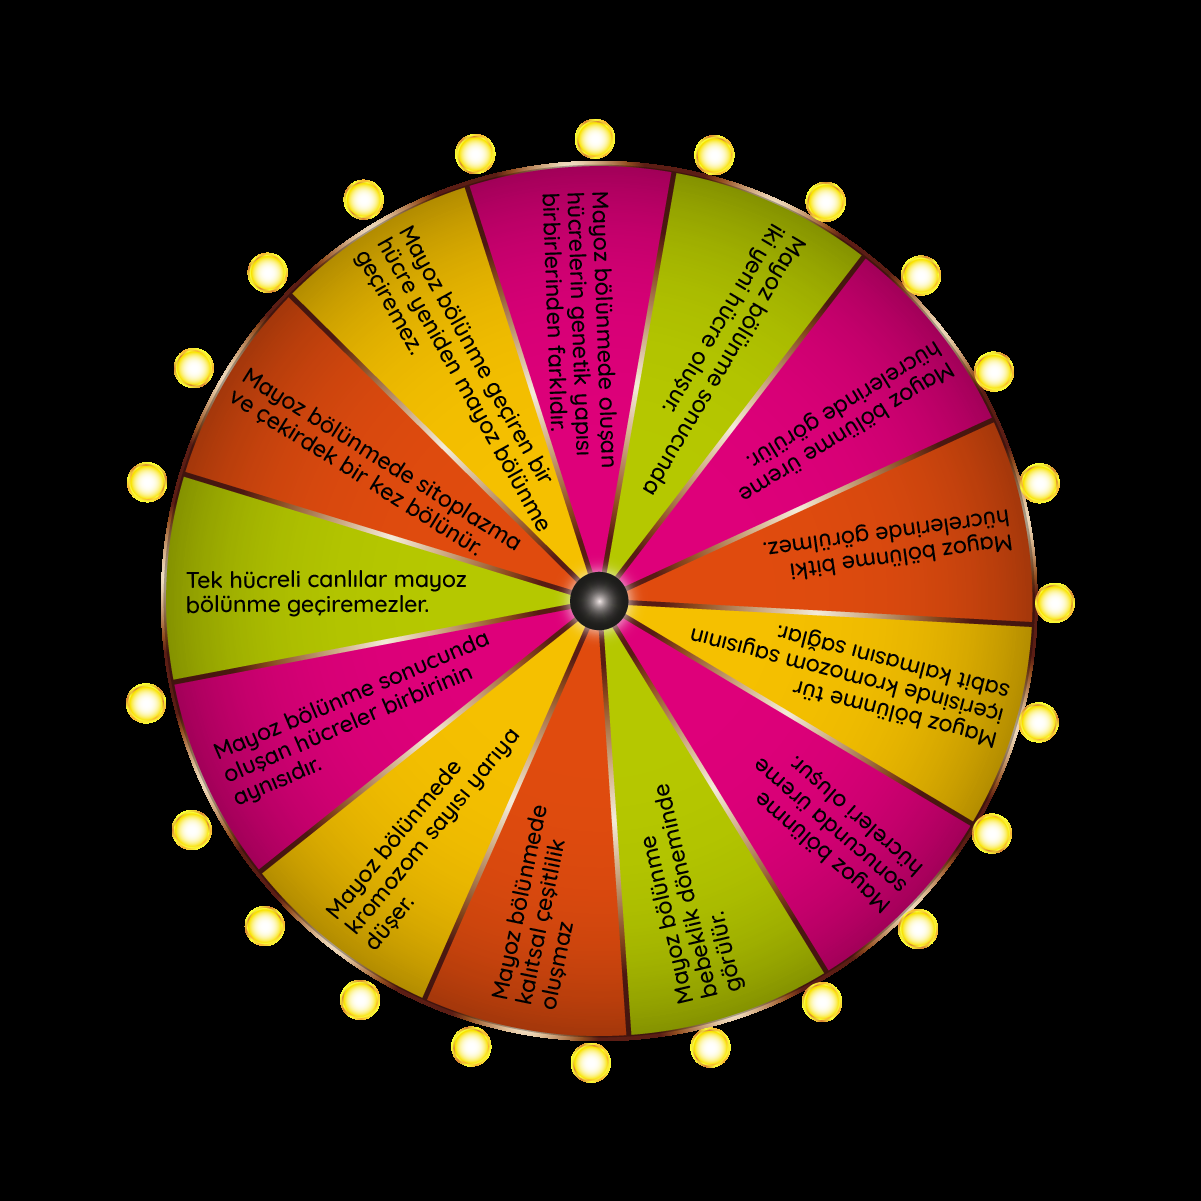 Mayoz bölünmede oluşan
hücrelerin genetik yapısı
birbirlerinden farklıdır.
Mayoz bölünme sonucunda
iki yeni hücre oluşur.
Mayoz bölünme üreme
hücrelerinde görülür.
Mayoz bölünme bitki
hücrelerinde görülmez.
Mayoz bölünme tür
içerisinde kromozom sayısının
sabit kalmasını sağlar.
Mayoz bölünme
sonucunda üreme
hücreleri oluşur.
Mayoz bölünme
bebeklik döneminde
görülür.
Mayoz bölünmede
kalıtsal çeşitlilik
oluşmaz
Mayoz bölünmede
kromozom sayısı yarıya
düşer.
Mayoz bölünme sonucunda
oluşan hücreler birbirinin
aynısıdır.
Tek hücreli canlılar mayoz
bölünme geçiremezler.
Mayoz bölünmede sitoplazma
ve çekirdek bir kez bölünür.
Mayoz bölünme geçiren bir
hücre yeniden mayoz bölünme
geçiremez.